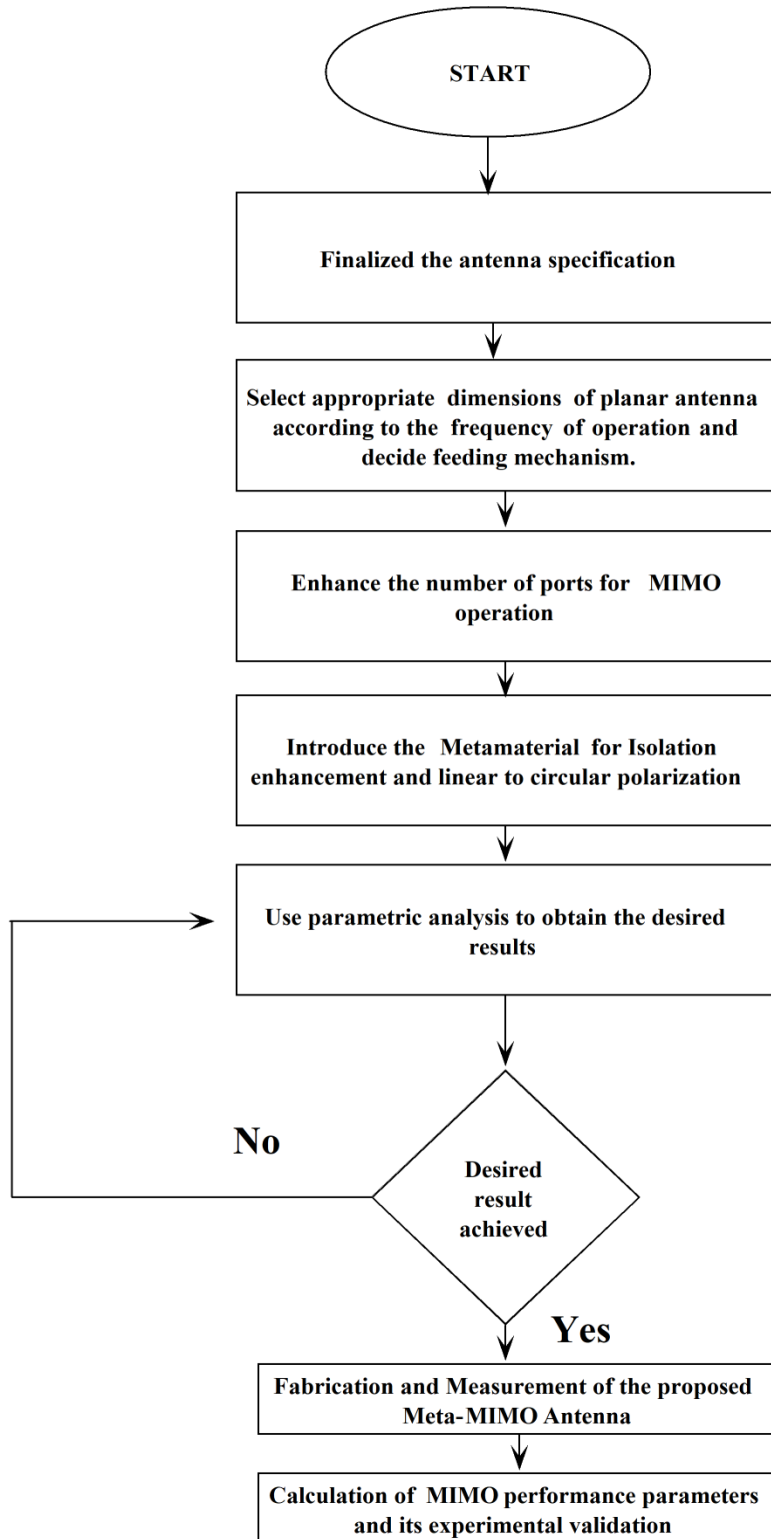 START
Finalized the antenna specification
Select appropriate dimensions of planar antenna
according to the frequency of operation and
decide feeding mechanism.
Enhance the number of ports for MIMO
operation
Introduce the Metamaterial for Isolation
enhancement and linear to circular polarization
Use parametric analysis to obtain the desired
results
No
Desired
result
achieved
Yes
Fabrication and Measurement of the proposed
Meta-MIMO Antenna
Calculation of MIMO performance parameters
and its experimental validation